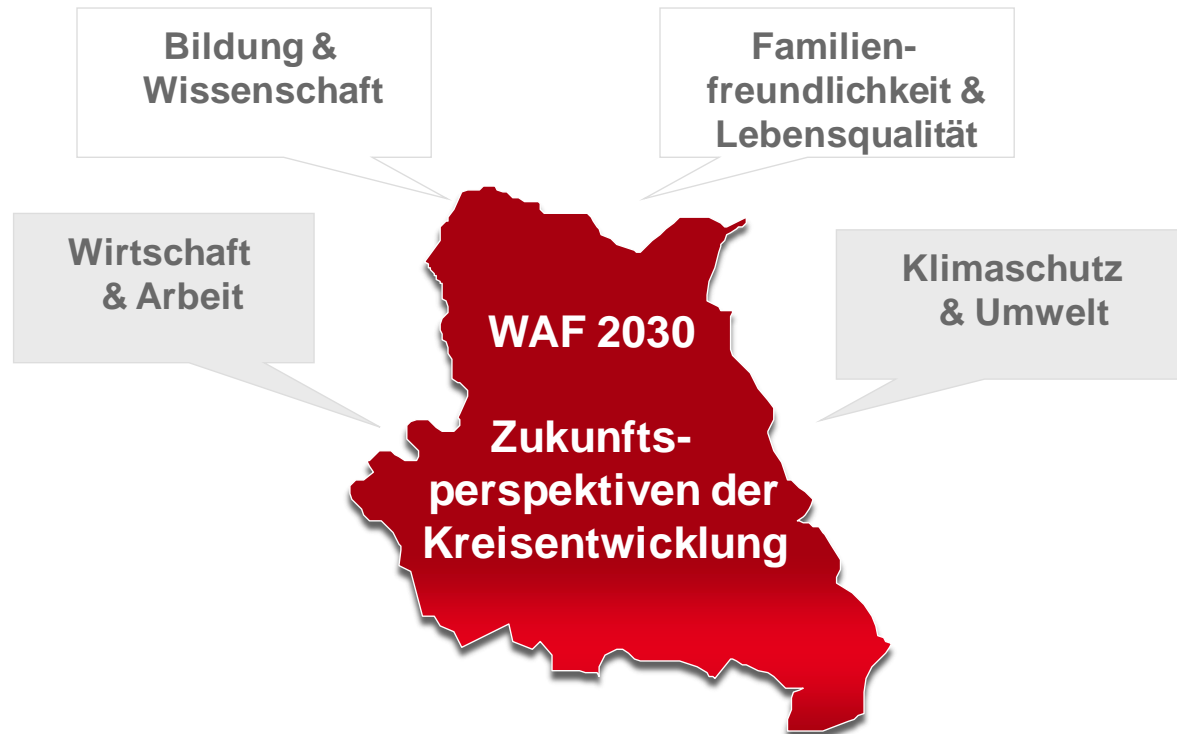 Bildung &
Wissenschaft
Familien-
freundlichkeit &
Lebensqualität
Wirtschaft
& Arbeit
Klimaschutz
& Umwelt
WAF 2030
Zukunfts-
perspektiven der
Kreisentwicklung